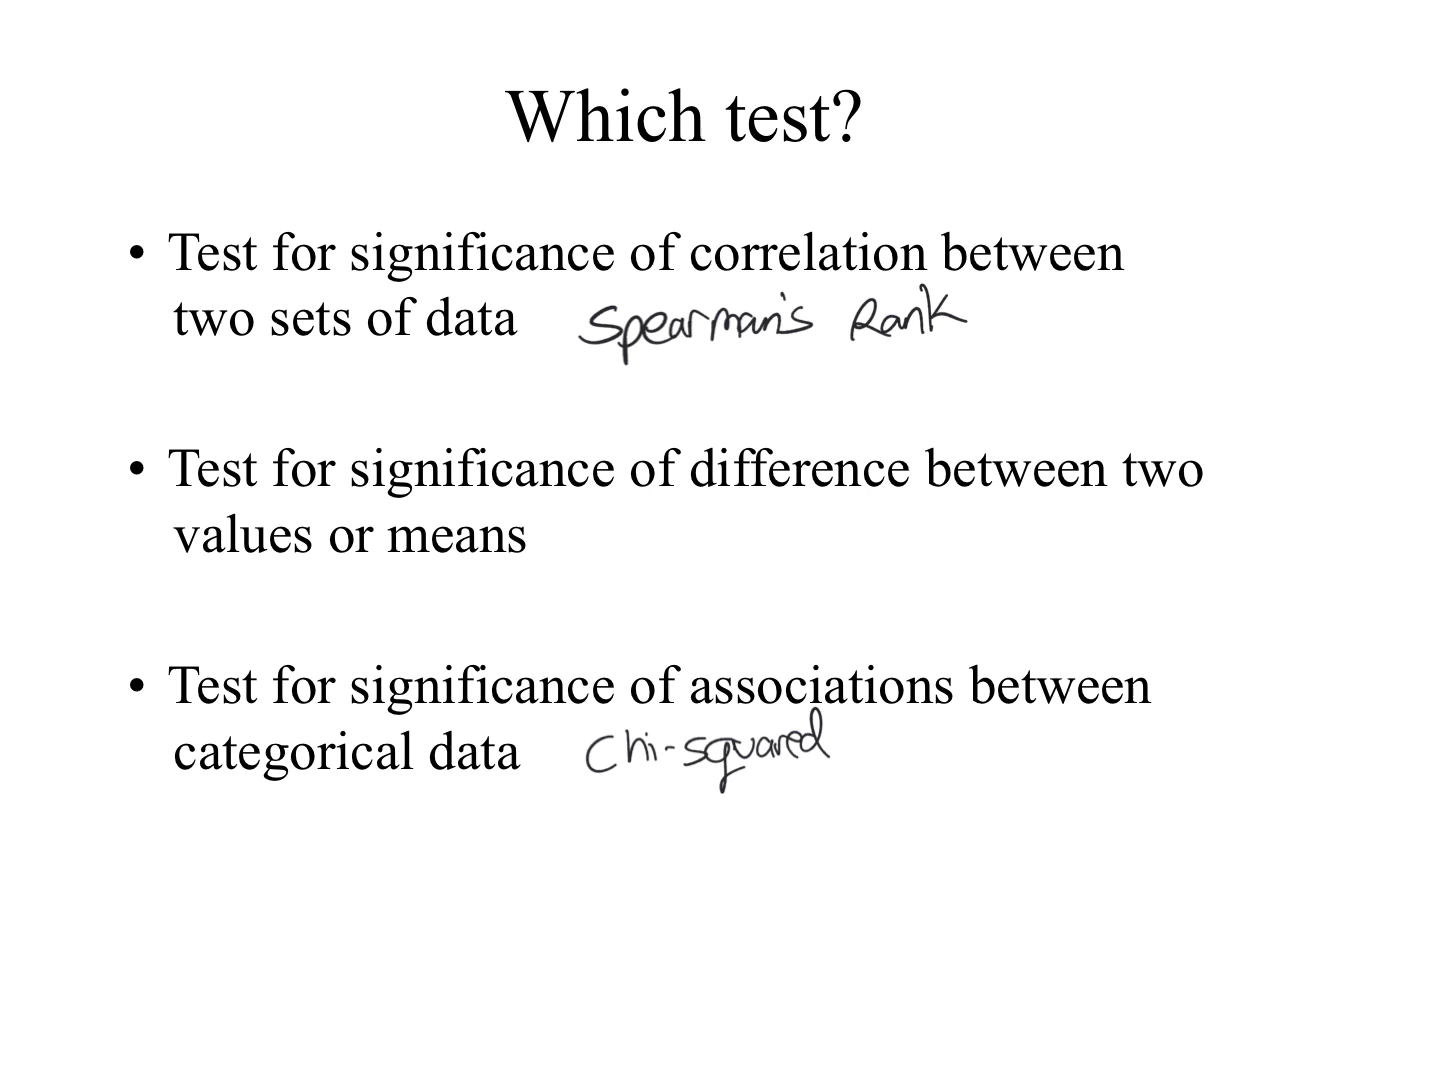 Which test?
• Test for significance of correlation between
two sets of data Spearman's Rank
• Test for significance of difference between two
values or means
• Test for significance of associations between
categorical data Chi-squared